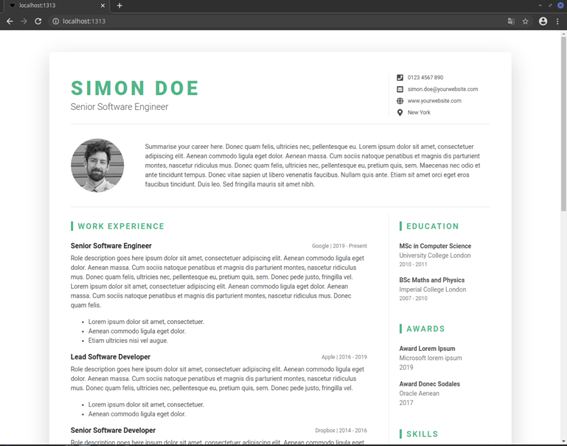 localhost:1313
localhost:1313
SIMON DOE
Senior Software Engineer
0123 4567 890
simon.doe@yourwebsite.com
www.yourwebsite.com
New York
Summarise your career here. Donec quam felis, ultricies nec, pellentesque eu. Lorem ipsum dolor sit amet, consectetuer
adipiscing elit. Aenean commodo ligula eget dolor. Aenean massa. Cum sociis natoque penatibus et magnis dis parturient montes,
nascetur ridiculus mus. Donec quam felis, ultricies nec, pellentesque eu, pretium quis, sem. Maecenas nec odio et
ante tincidunt tempus. Donec vitae sapien ut libero venenatis faucibus. Nullam quis ante. Etiam sit amet orci eget eros
faucibus tincidunt. Duis leo. Sed fringilla mauris sit amet nibh.
WORK EXPERIENCE
Senior Software Engineer
Google | 2019 - Present
Role description goes here ipsum dolor sit amet, consectetuer adipiscing elit. Aenean commodo ligula eget
dolor. Aenean massa. Cum sociis natoque penatibus et magnis dis parturient montes, nascetur ridiculus
mus. Donec quam felis, ultricies nec, pellentesque eu, pretium quis, sem. Donec pede justo, fringilla vel.
Lorem ipsum dolor sit amet, consectetuer adipiscing elit. Aenean commodo ligula eget dolor. Aenean
massa. Cum sociis natoque penatibus et magnis dis parturient montes, nascetur ridiculus mus. Donec
quam felis.
Lorem ipsum dolor sit amet, consectetuer.
Aenean commodo ligula eget dolor.
Etiam ultricies nisi vel augue.
Lead Software Developer
Apple | 2016 - 2019
Role description goes here ipsum dolor sit amet, consectetuer adipiscing elit. Aenean commodo ligula eget
dolor. Aenean massa. Cum sociis natoque penatibus et magnis dis parturient montes, nascetur ridiculus
mus. Donec quam felis, ultricies nec, pellentesque eu, pretium quis, sem. Donec pede justo, fringilla vel.
Lorem ipsum dolor sit amet, consectetuer.
Aenean commodo ligula eget dolor.
Senior Software Developer
Dropbox | 2014 - 2016
Role description goes here ipsum dolor sit amet, consectetuer adipiscing elit. Aenean commodo ligula eget
EDUCATION
MSc in Computer Science
University College London
2010 - 2011
BSc Maths and Physics
Imperial College London
2007 - 2010
AWARDS
Award Lorem Ipsum
Microsoft lorem ipsum
2019
Award Donec Sodales
Oracle Aenean
2017
SKILLS